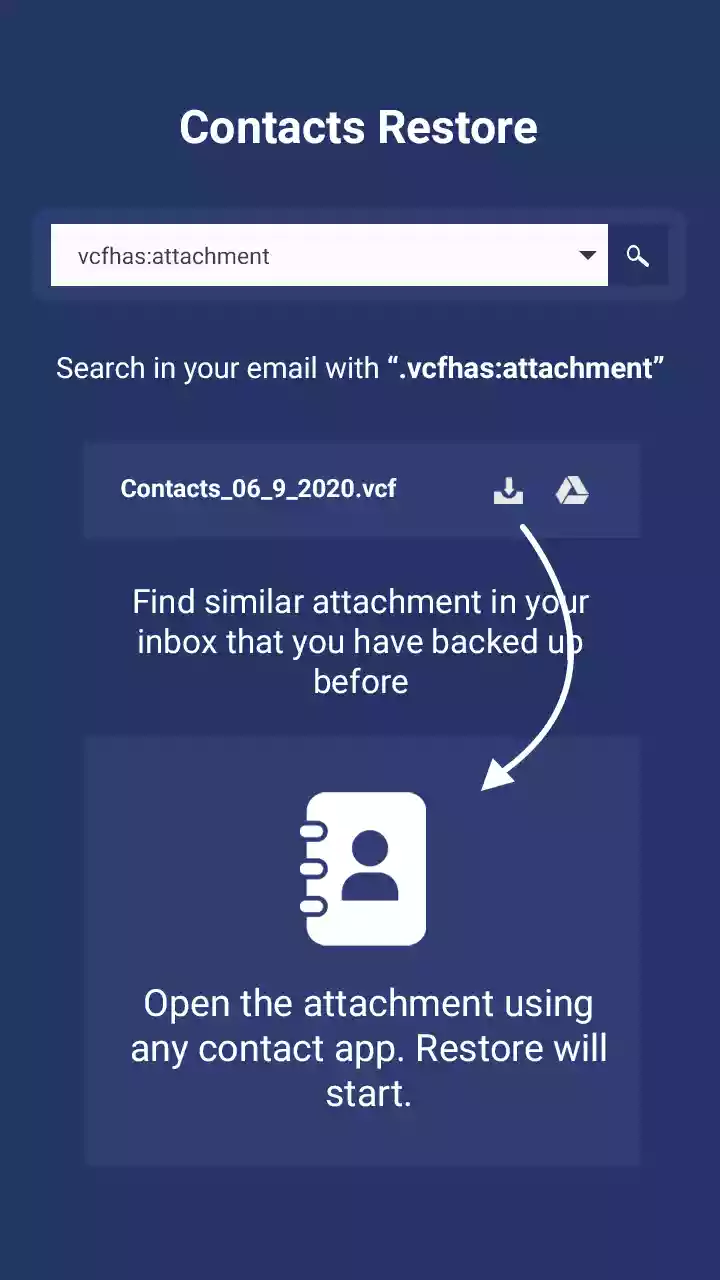 Contacts Restore
vcfhas:attachment
Search in your email with “.vcfhas:attachment”
Contacts_06_9_2020.vcf
Find similar attachment in your
inbox that you have backed up
before
Open the attachment using
any contact app. Restore will
start.